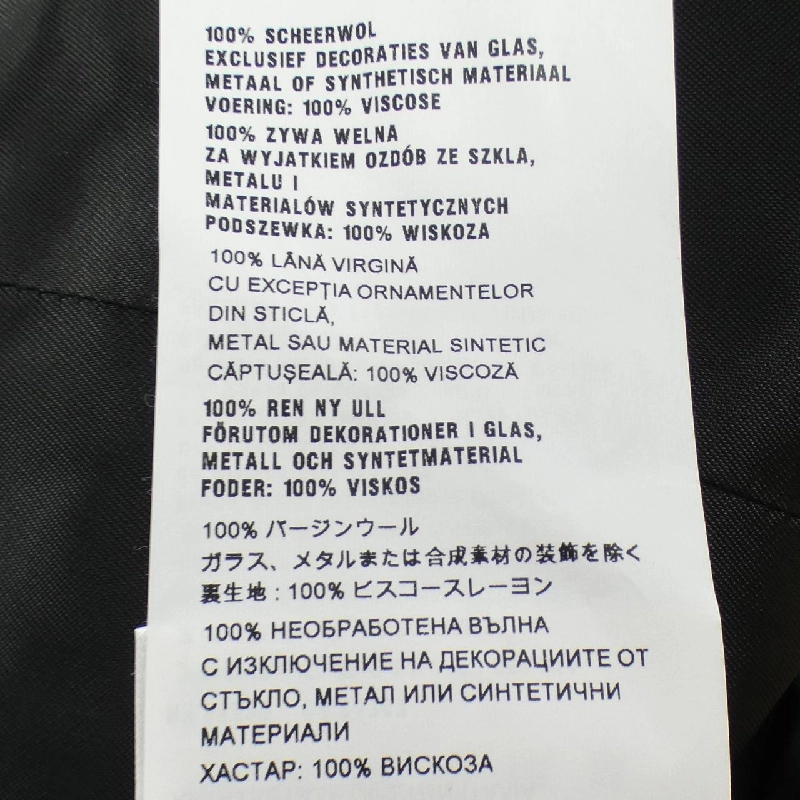 100% SCHEERWOL
EXCLUSIEF DECORATIES VAN GLAS,
METAAL OF SYNTHETISCH MATERIAAL
VOERING: 100% VISCOSE
100% ZYWA WELNA
ZA WYJATKIEM OZDÓB ZE SZKLA,
METALU I
MATERIALÓW SYNTETYCZNYCH
PODSZEWKA: 100% WISKOZA
100% LÂNĂ VIRGINĂ
CU EXCEPȚIA ORNAMENTELOR
DIN STICLĂ,
METAL SAU MATERIAL SINTETIC
CĂPTUȘEALĂ: 100% VISCOZĂ
100% REN NY ULL
FÖRUTOM DEKORATIONER I GLAS,
METALL OCH SYNTETMATERIAL
FODER: 100% VISKOS
100% バージンウール
ガラス、メタルまたは合成素材の装飾を除く
裏生地 : 100% ビスコースレーヨン
100% НЕОБРАБОТЕНА ВЪЛНА
С ИЗКЛЮЧЕНИЕ НА ДЕКОРАЦИИТЕ ОТ
СТЪКЛО, МЕТАЛ ИЛИ СИНТЕТИЧНИ
МАТЕРИАЛИ
ХАСТАР: 100% ВИСКОЗА